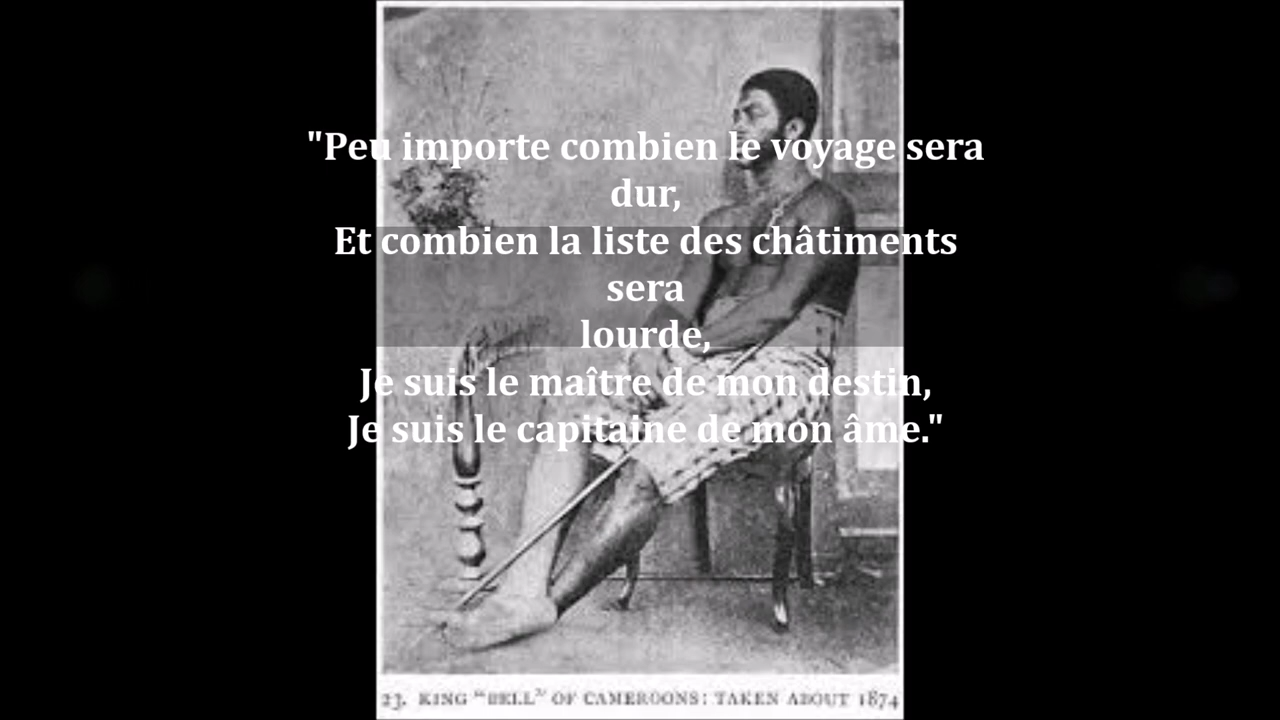 "Peu importe combien le voyage sera
dur,
Et combien la liste des châtiments
sera
lourde,
Je suis le maître de mon destin,
Je suis le capitaine de mon âme."
23. KING "BELL" OF CAMEROONS: TAKEN ABOUT 1874